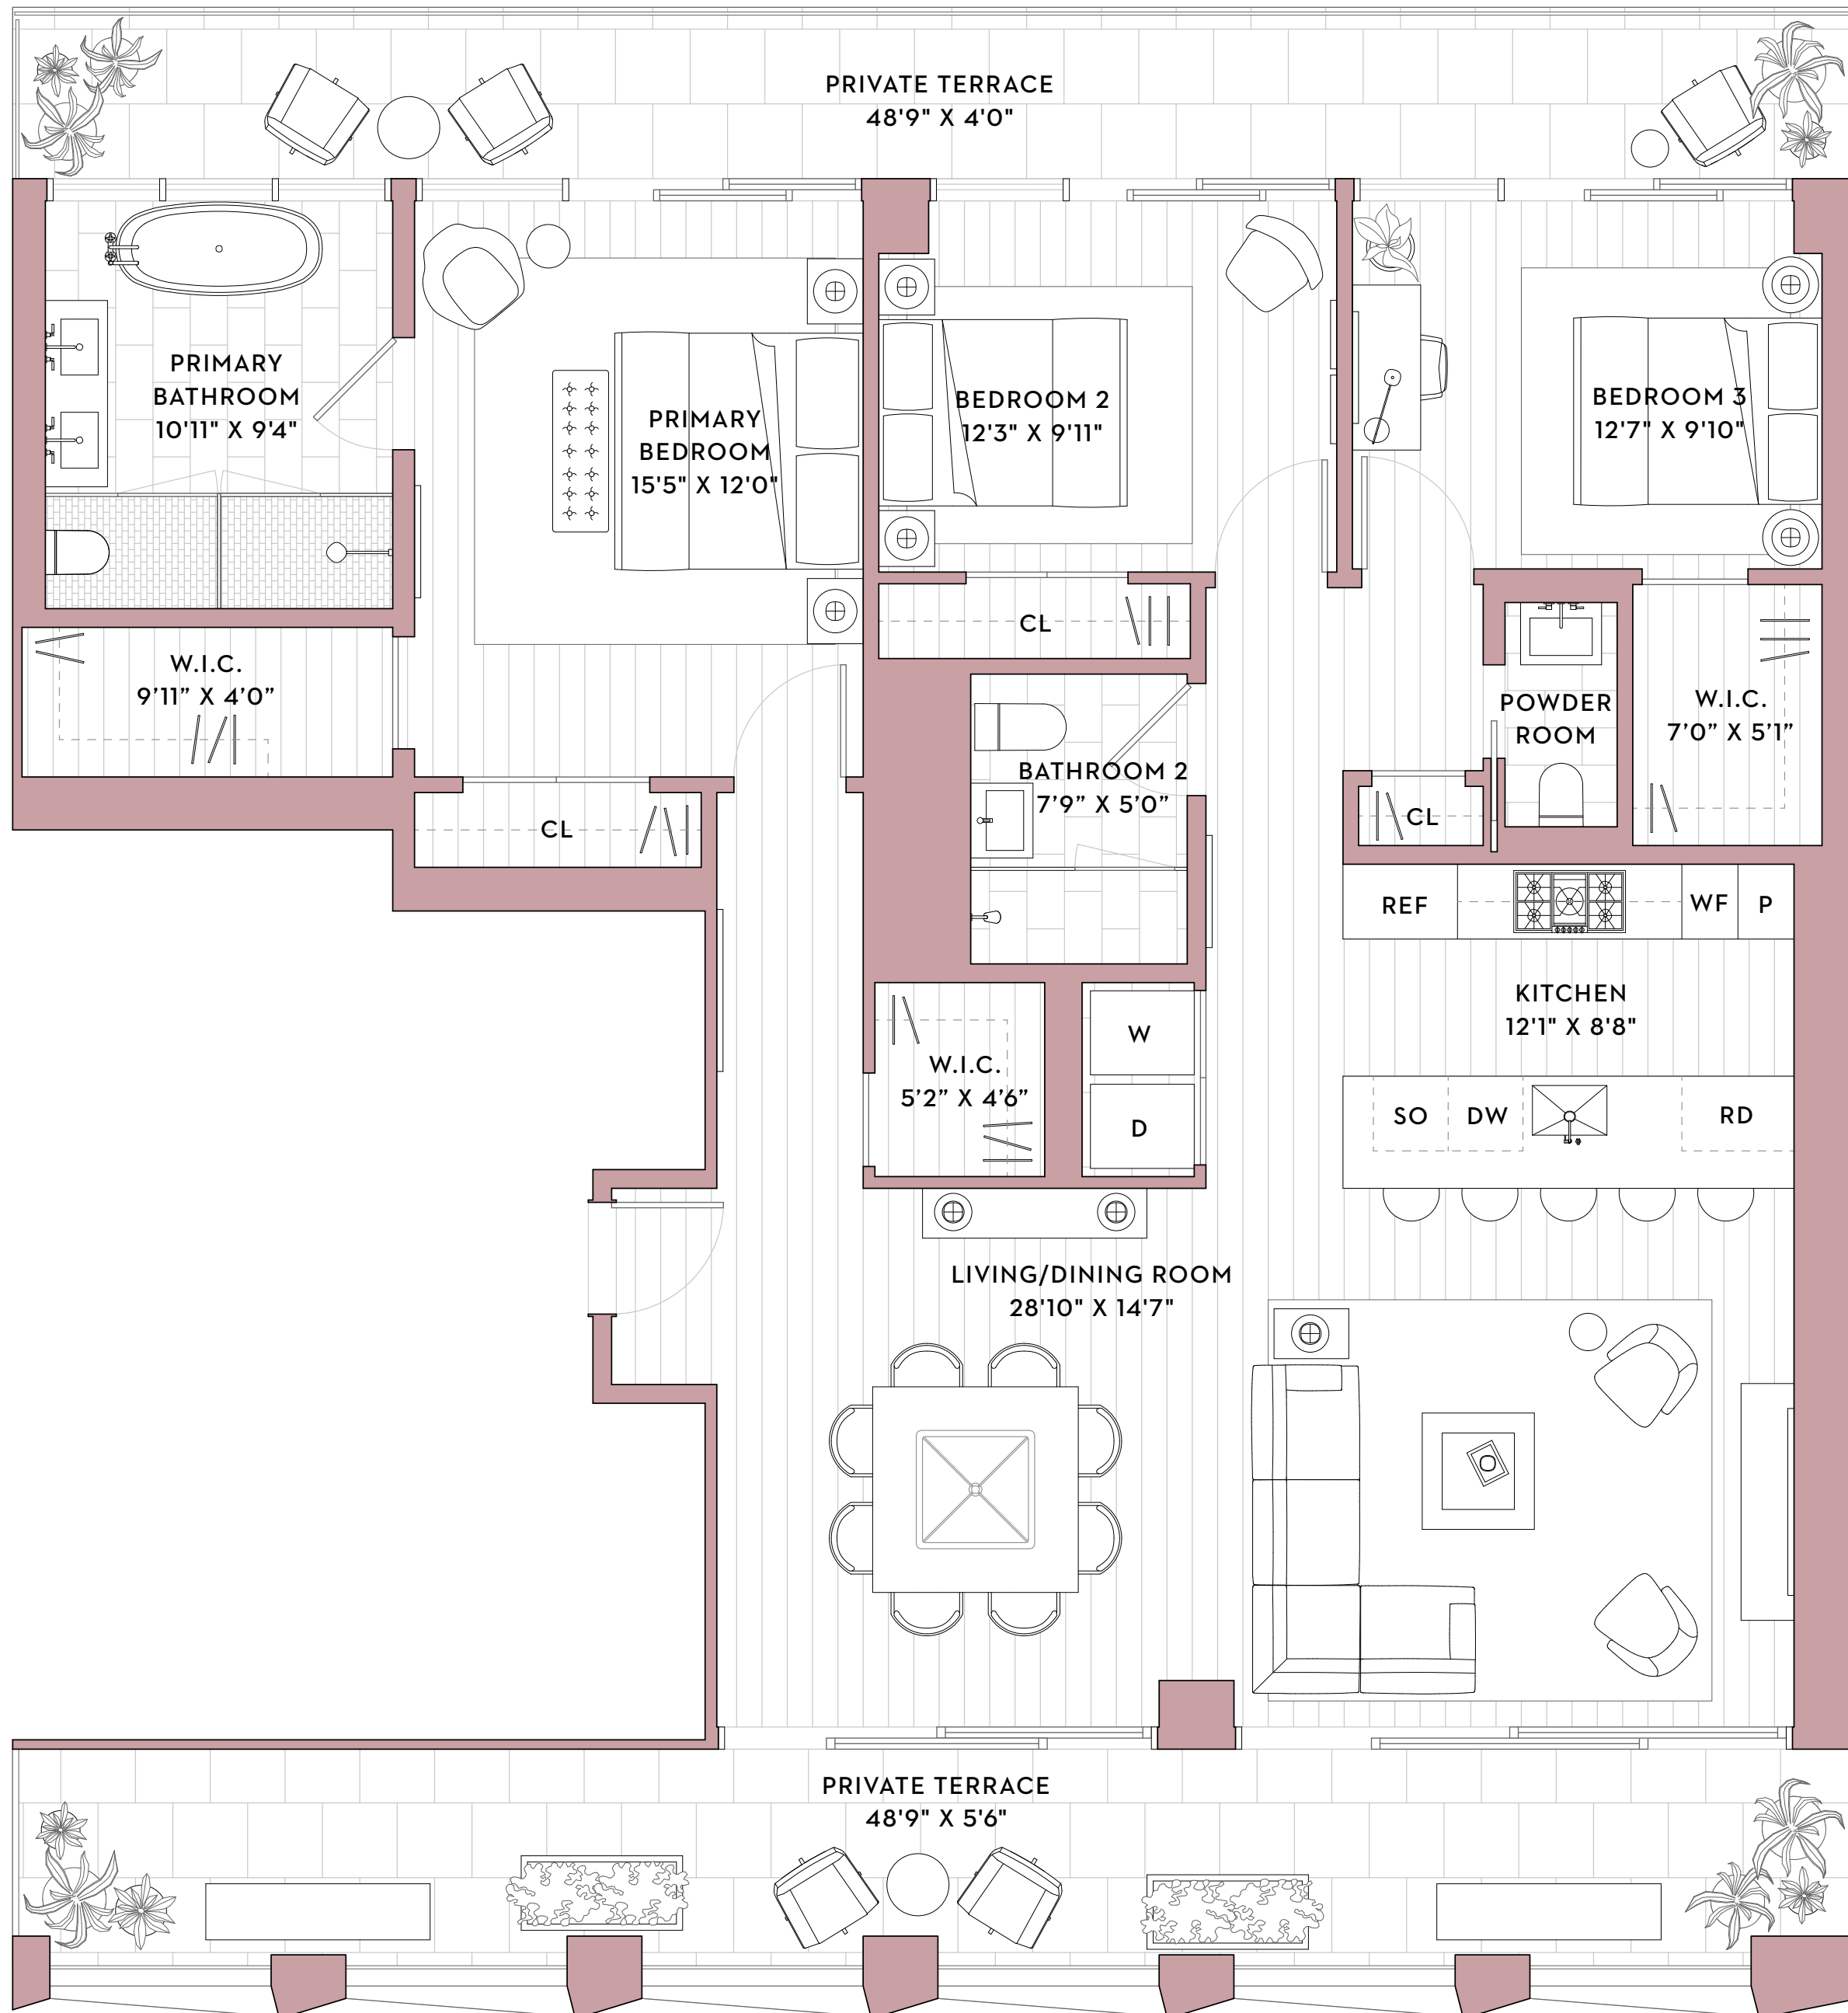 PRIVATE TERRACE
48'9" X 4'0"
PRIMARY
BATHROOM
10'11" X 9'4"
PRIMARY
BEDROOM
15'5" X 12'0"
BEDROOM 2
12'3" X 9'11"
BEDROOM 3
12'7" X 9'10"
CL
W.I.C.
9’11” X 4’0”
POWDER
ROOM
W.I.C.
7’0” X 5’1”
BATHROOM 2
7’9” X 5’0”
CL
CL
REF
WF
P
KITCHEN
12'1" X 8'8"
W
W.I.C.
5’2” X 4’6”
D
SO
DW
RD
LIVING/DINING ROOM
28'10" X 14'7"
PRIVATE TERRACE
48'9" X 5'6"